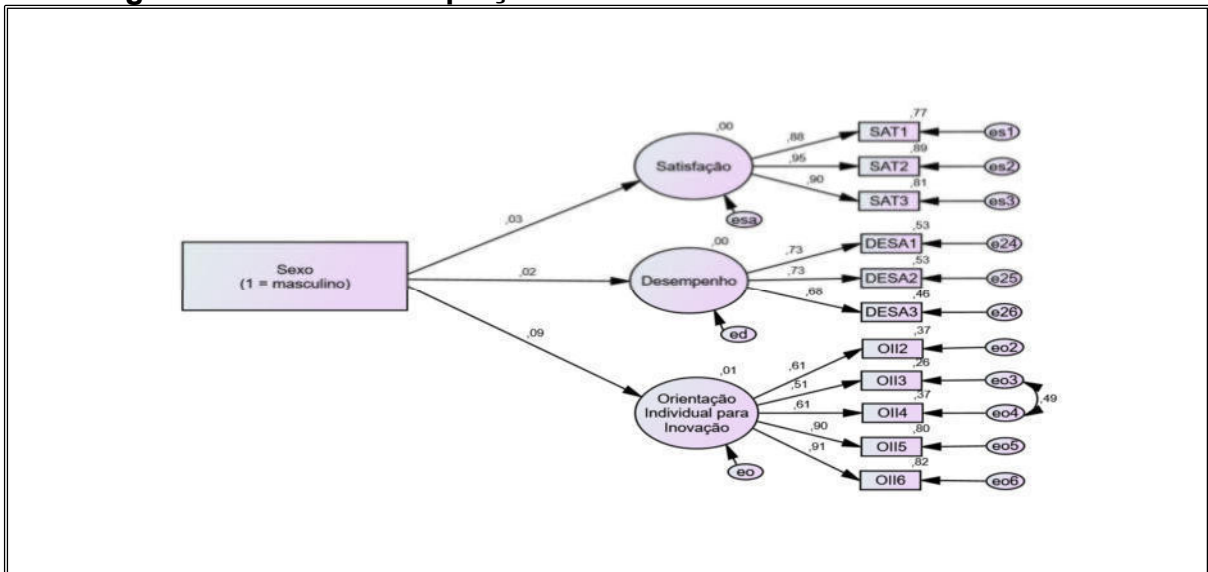 Sexo
(1 = masculino)
,03
,02
,09
,00
Satisfação
esa
,88
,95
,90
,77
SAT1
es1
,89
SAT2
es2
,81
SAT3
es3
,00
Desempenho
ed
,73
,73
,68
,53
DESA1
e24
,53
DESA2
e25
,46
DESA3
e26
,01
Orientação
Individual para
Inovação
eo
,61
,51
,61
,90
,91
,37
OII2
eo2
,26
OII3
eo3
,37
OII4
eo4
,49
,80
OII5
eo5
,82
OII6
eo6